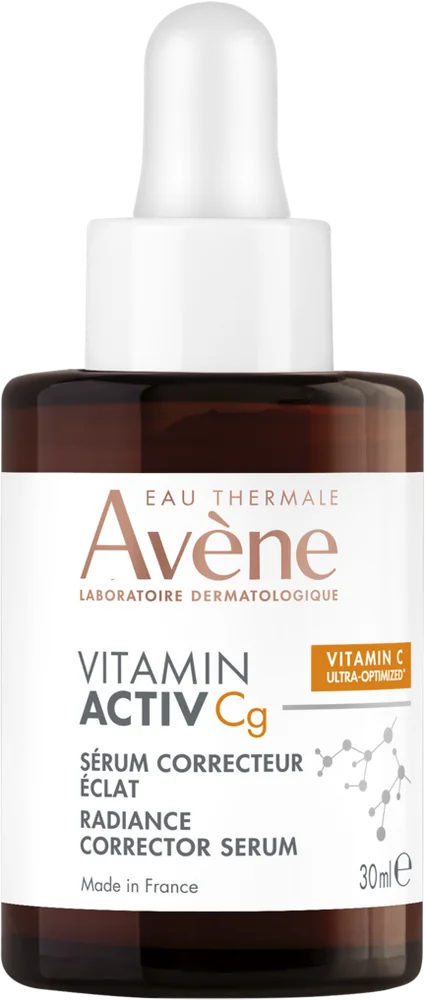 EAU THERMALE
Avène
LABORATOIRE DERMATOLOGIQUE
VITAMIN
ACTIV Cg
VITAMIN C
ULTRA-OPTIMIZED*
SÉRUM CORRECTEUR
ÉCLAT
RADIANCE
CORRECTOR SERUM
Made in France
30ml℮